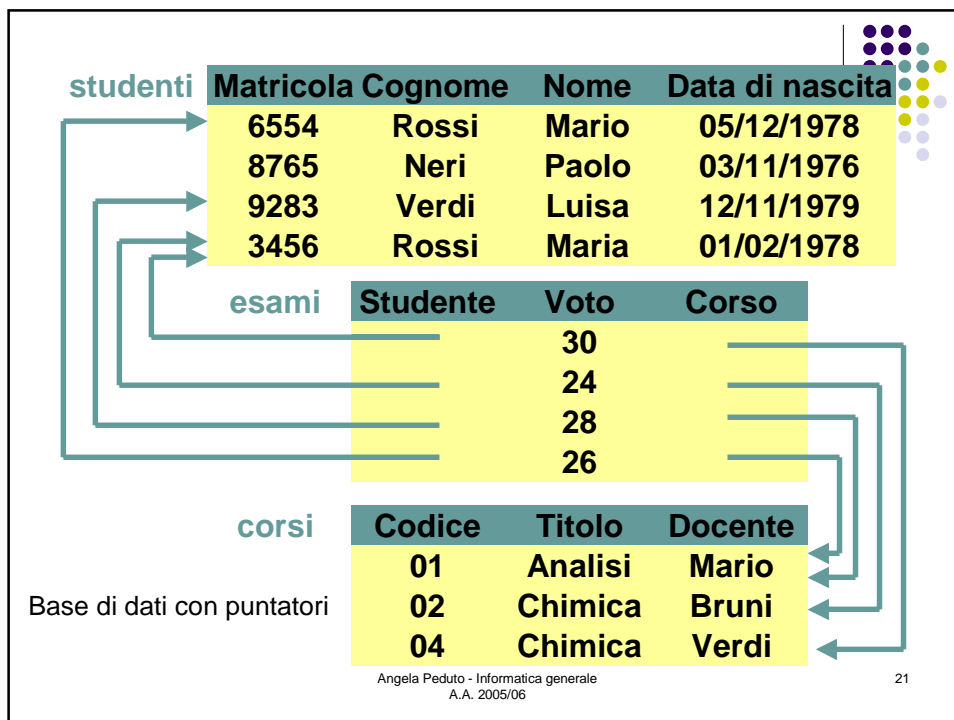 studenti Matricola Cognome Nome Data di nascita
6554 Rossi Mario 05/12/1978
8765 Neri Paolo 03/11/1976
9283 Verdi Luisa 12/11/1979
3456 Rossi Maria 01/02/1978
esami Studente Voto Corso
30
24
28
26
corsi Codice Titolo Docente
01 Analisi Mario
Base di dati con puntatori 02 Chimica Bruni
04 Chimica Verdi
Angela Peduto - Informatica generale 21
A.A. 2005/06